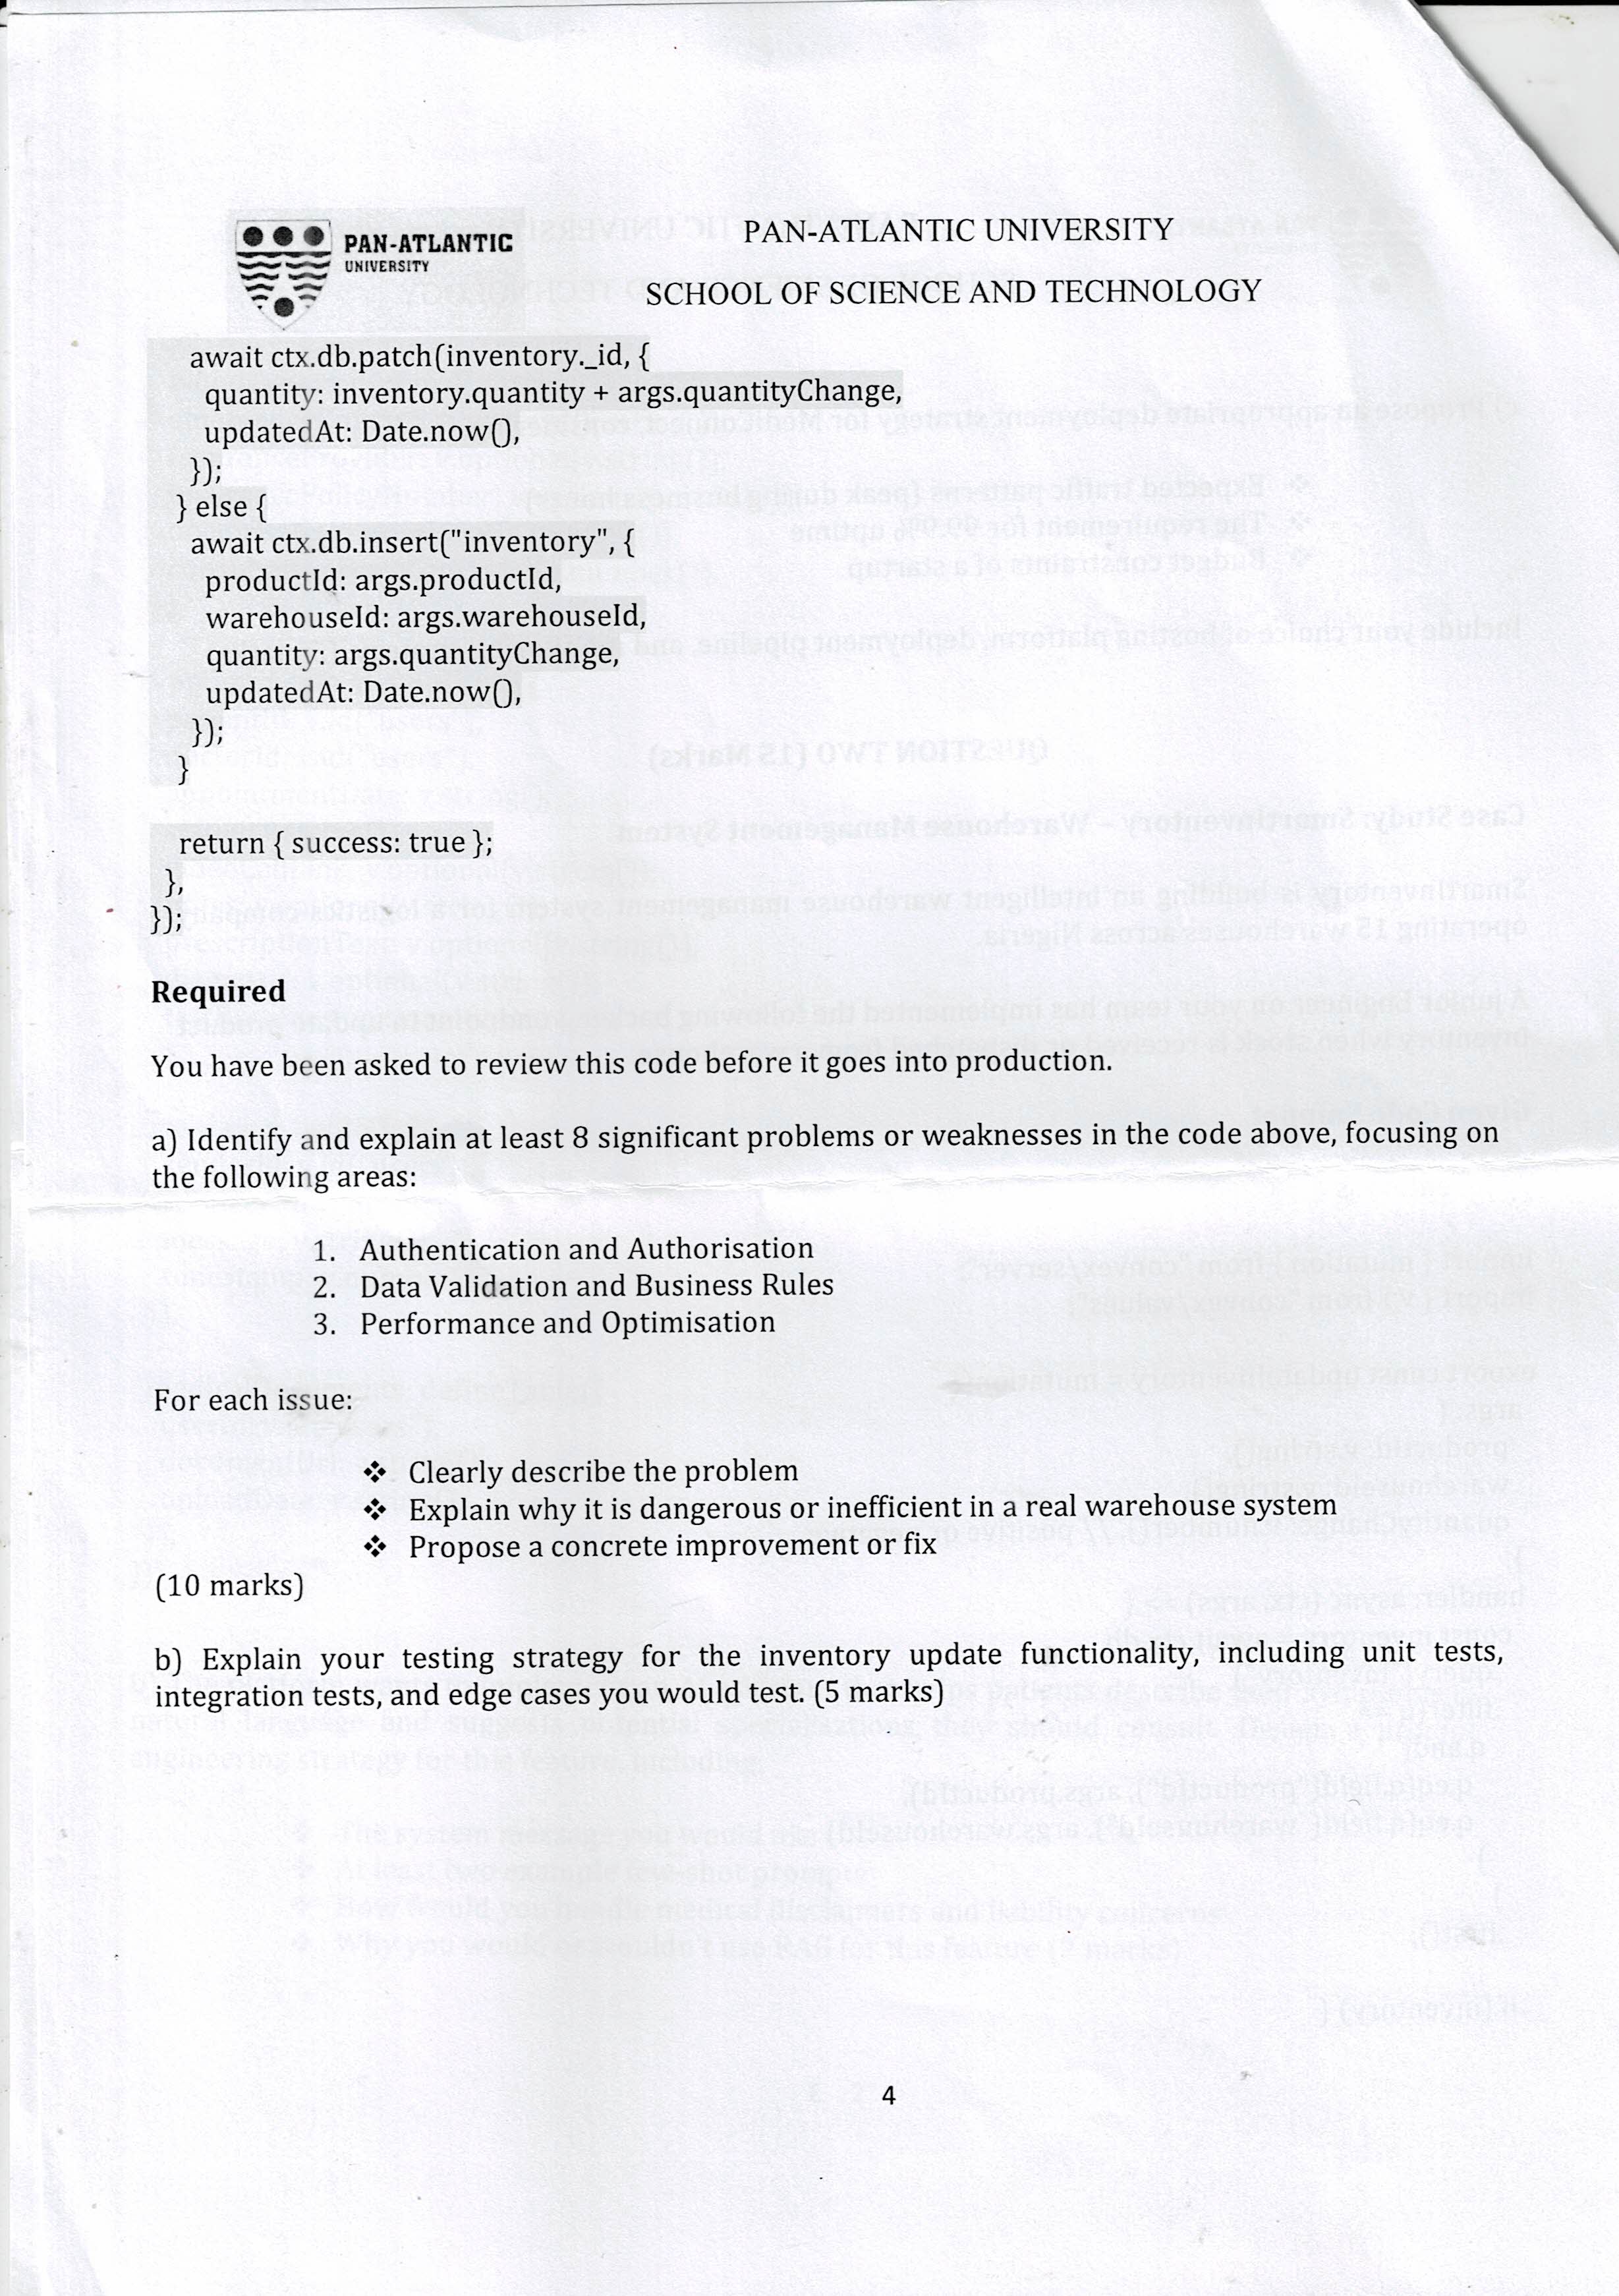 PAN-ATLANTIC
UNIVERSITY
PAN-ATLANTIC UNIVERSITY
SCHOOL OF SCIENCE AND TECHNOLOGY
await ctx.db.patch(inventory._id, {
quantity: inventory.quantity + args.quantityChange,
updatedAt: Date.now(),
});
} else {
await ctx.db.insert("inventory", {
productId: args.productId,
warehouseId: args.warehouseId,
quantity: args.quantityChange,
updatedAt: Date.now(),
});
}
return { success: true };
},
});
Required
You have been asked to review this code before it goes into production.
a) Identify and explain at least 8 significant problems or weaknesses in the code above, focusing on
the following areas:
1. Authentication and Authorisation
2. Data Validation and Business Rules
3. Performance and Optimisation
For each issue:
❖ Clearly describe the problem
❖ Explain why it is dangerous or inefficient in a real warehouse system
❖ Propose a concrete improvement or fix
(10 marks)
b) Explain your testing strategy for the inventory update functionality, including unit tests,
integration tests, and edge cases you would test. (5 marks)
4